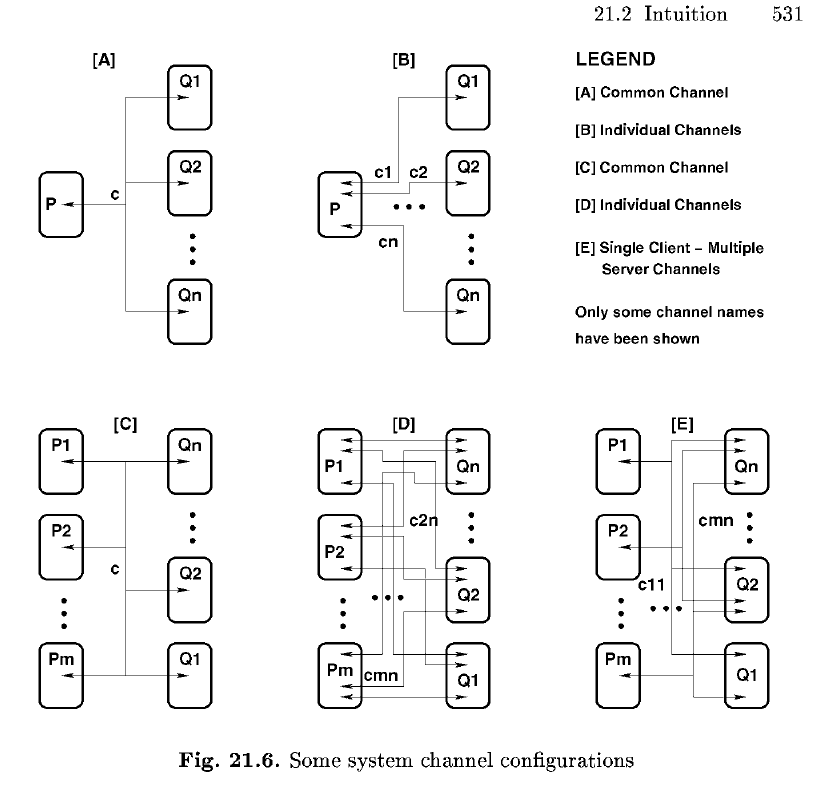 21.2 Intuition 531
[A]
Q1
Q2
P
c
Qn
[B]
Q1
c1 c2
Q2
P
cn
Qn
LEGEND
[A] Common Channel
[B] Individual Channels
[C] Common Channel
[D] Individual Channels
[E] Single Client – Multiple
Server Channels
Only some channel names
have been shown
[C]
P1 Qn
P2
c
Q2
Pm Q1
[D]
P1 Qn
c2n
P2
Q2
Pm cmn Q1
[E]
P1 Qn
cmn
P2
c11 Q2
Pm Q1
Fig. 21.6. Some system channel configurations